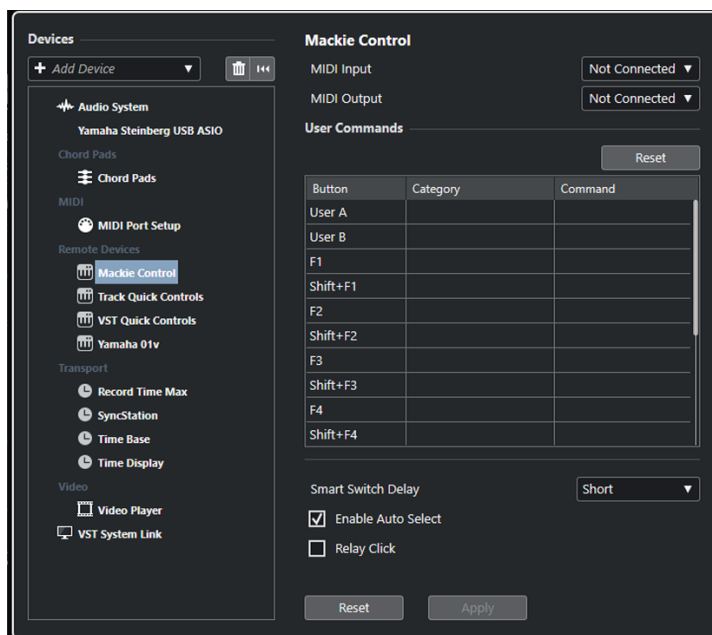 Devices
Add Device
Audio System
Yamaha Steinberg USB ASIO
Chord Pads
Chord Pads
MIDI
MIDI Port Setup
Remote Devices
Mackie Control
Track Quick Controls
VST Quick Controls
Yamaha 01v
Transport
Record Time Max
SyncStation
Time Base
Time Display
Video
Video Player
VST System Link
Mackie Control
MIDI Input Not Connected
MIDI Output Not Connected
User Commands
Reset
Button Category Command
User A
User B
F1
Shift+F1
F2
Shift+F2
F3
Shift+F3
F4
Shift+F4
Smart Switch Delay Short
Enable Auto Select
Relay Click
Reset Apply